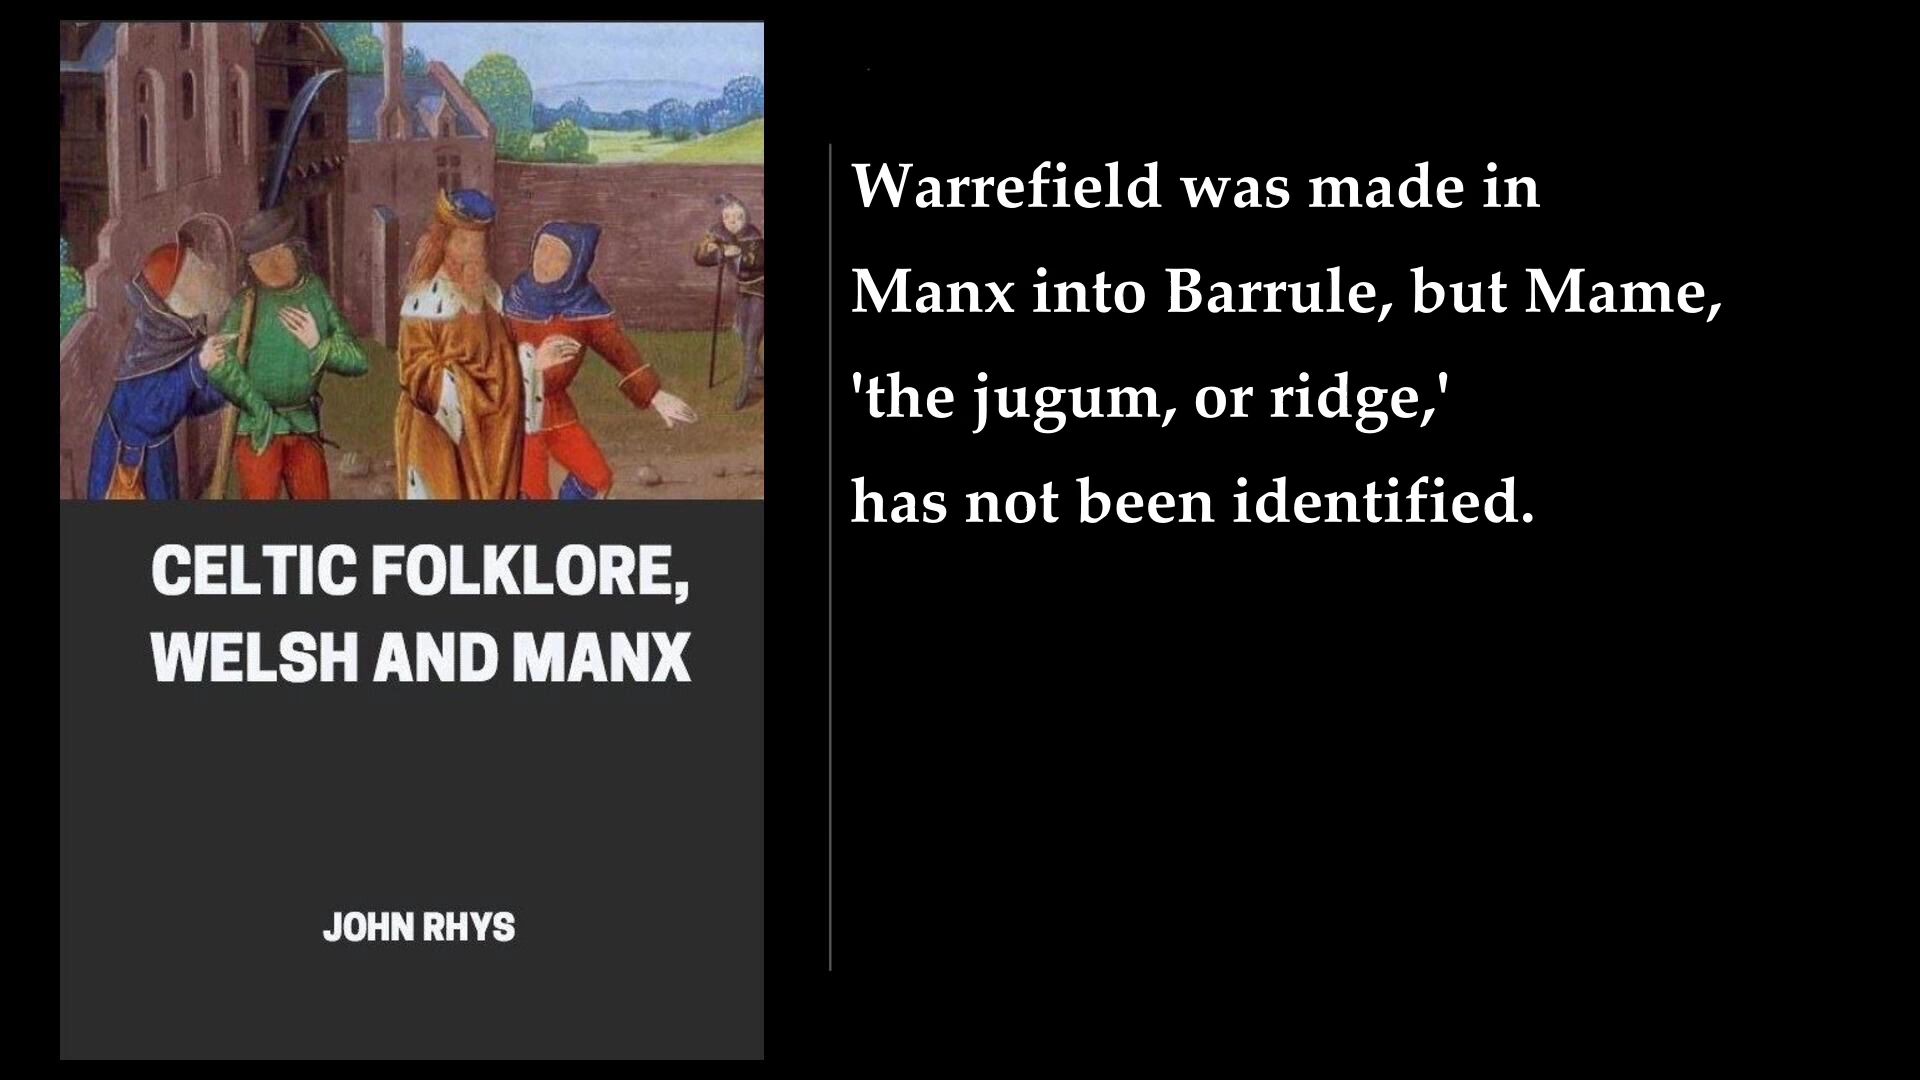 CELTIC FOLKLORE,
WELSH AND MANX
JOHN RHYS
Warrefield was made in
Manx into Barrule, but Mame,
'the jugum, or ridge,'
has not been identified.